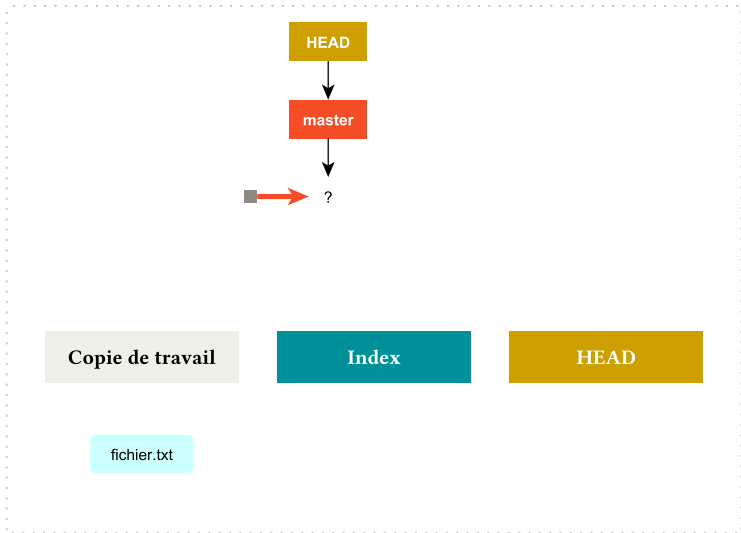 HEAD
master
?
Copie de travail
Index
HEAD
fichier.txt